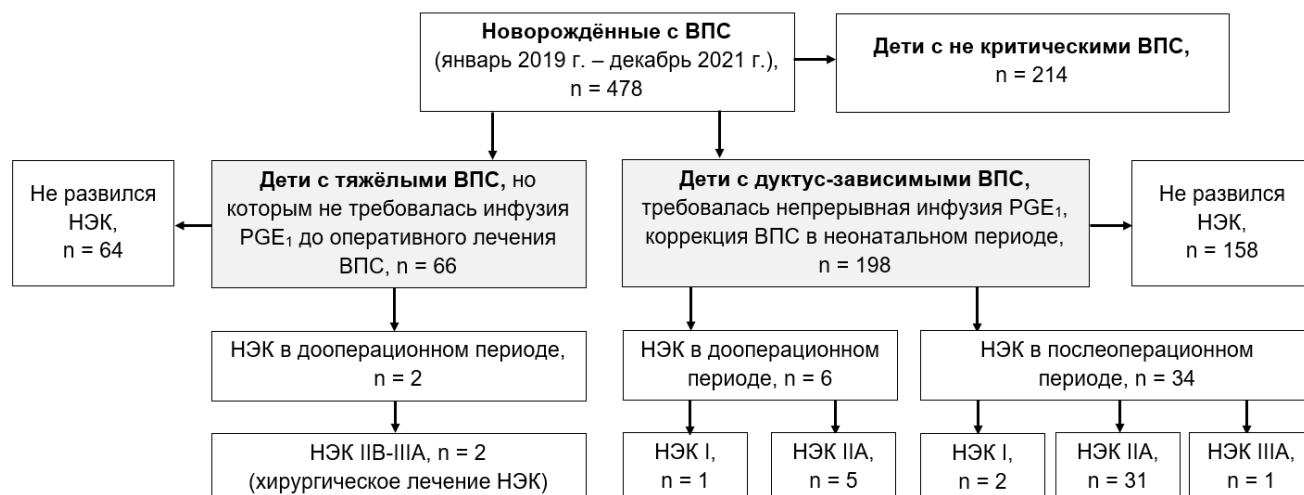 Новорождённые с ВПС
(январь 2019 г. – декабрь 2021 г.),
n = 478
Дети с не критическими ВПС,
n = 214
Не развился
НЭК,
n = 64
Дети с тяжёлыми ВПС, но
которым не требовалась инфузия
PGE₁ до оперативного лечения
ВПС, n = 66
Дети с дуктус-зависимыми ВПС,
требовалась непрерывная инфузия PGE₁,
коррекция ВПС в неонатальном периоде,
n = 198
Не развился
НЭК,
n = 158
НЭК в дооперационном периоде,
n = 2
НЭК в дооперационном
периоде, n = 6
НЭК в послеоперационном
периоде, n = 34
НЭК IIB-IIIA, n = 2
(хирургическое лечение НЭК)
НЭК I,
n = 1
НЭК IIA,
n = 5
НЭК I,
n = 2
НЭК IIA,
n = 31
НЭК IIIA,
n = 1